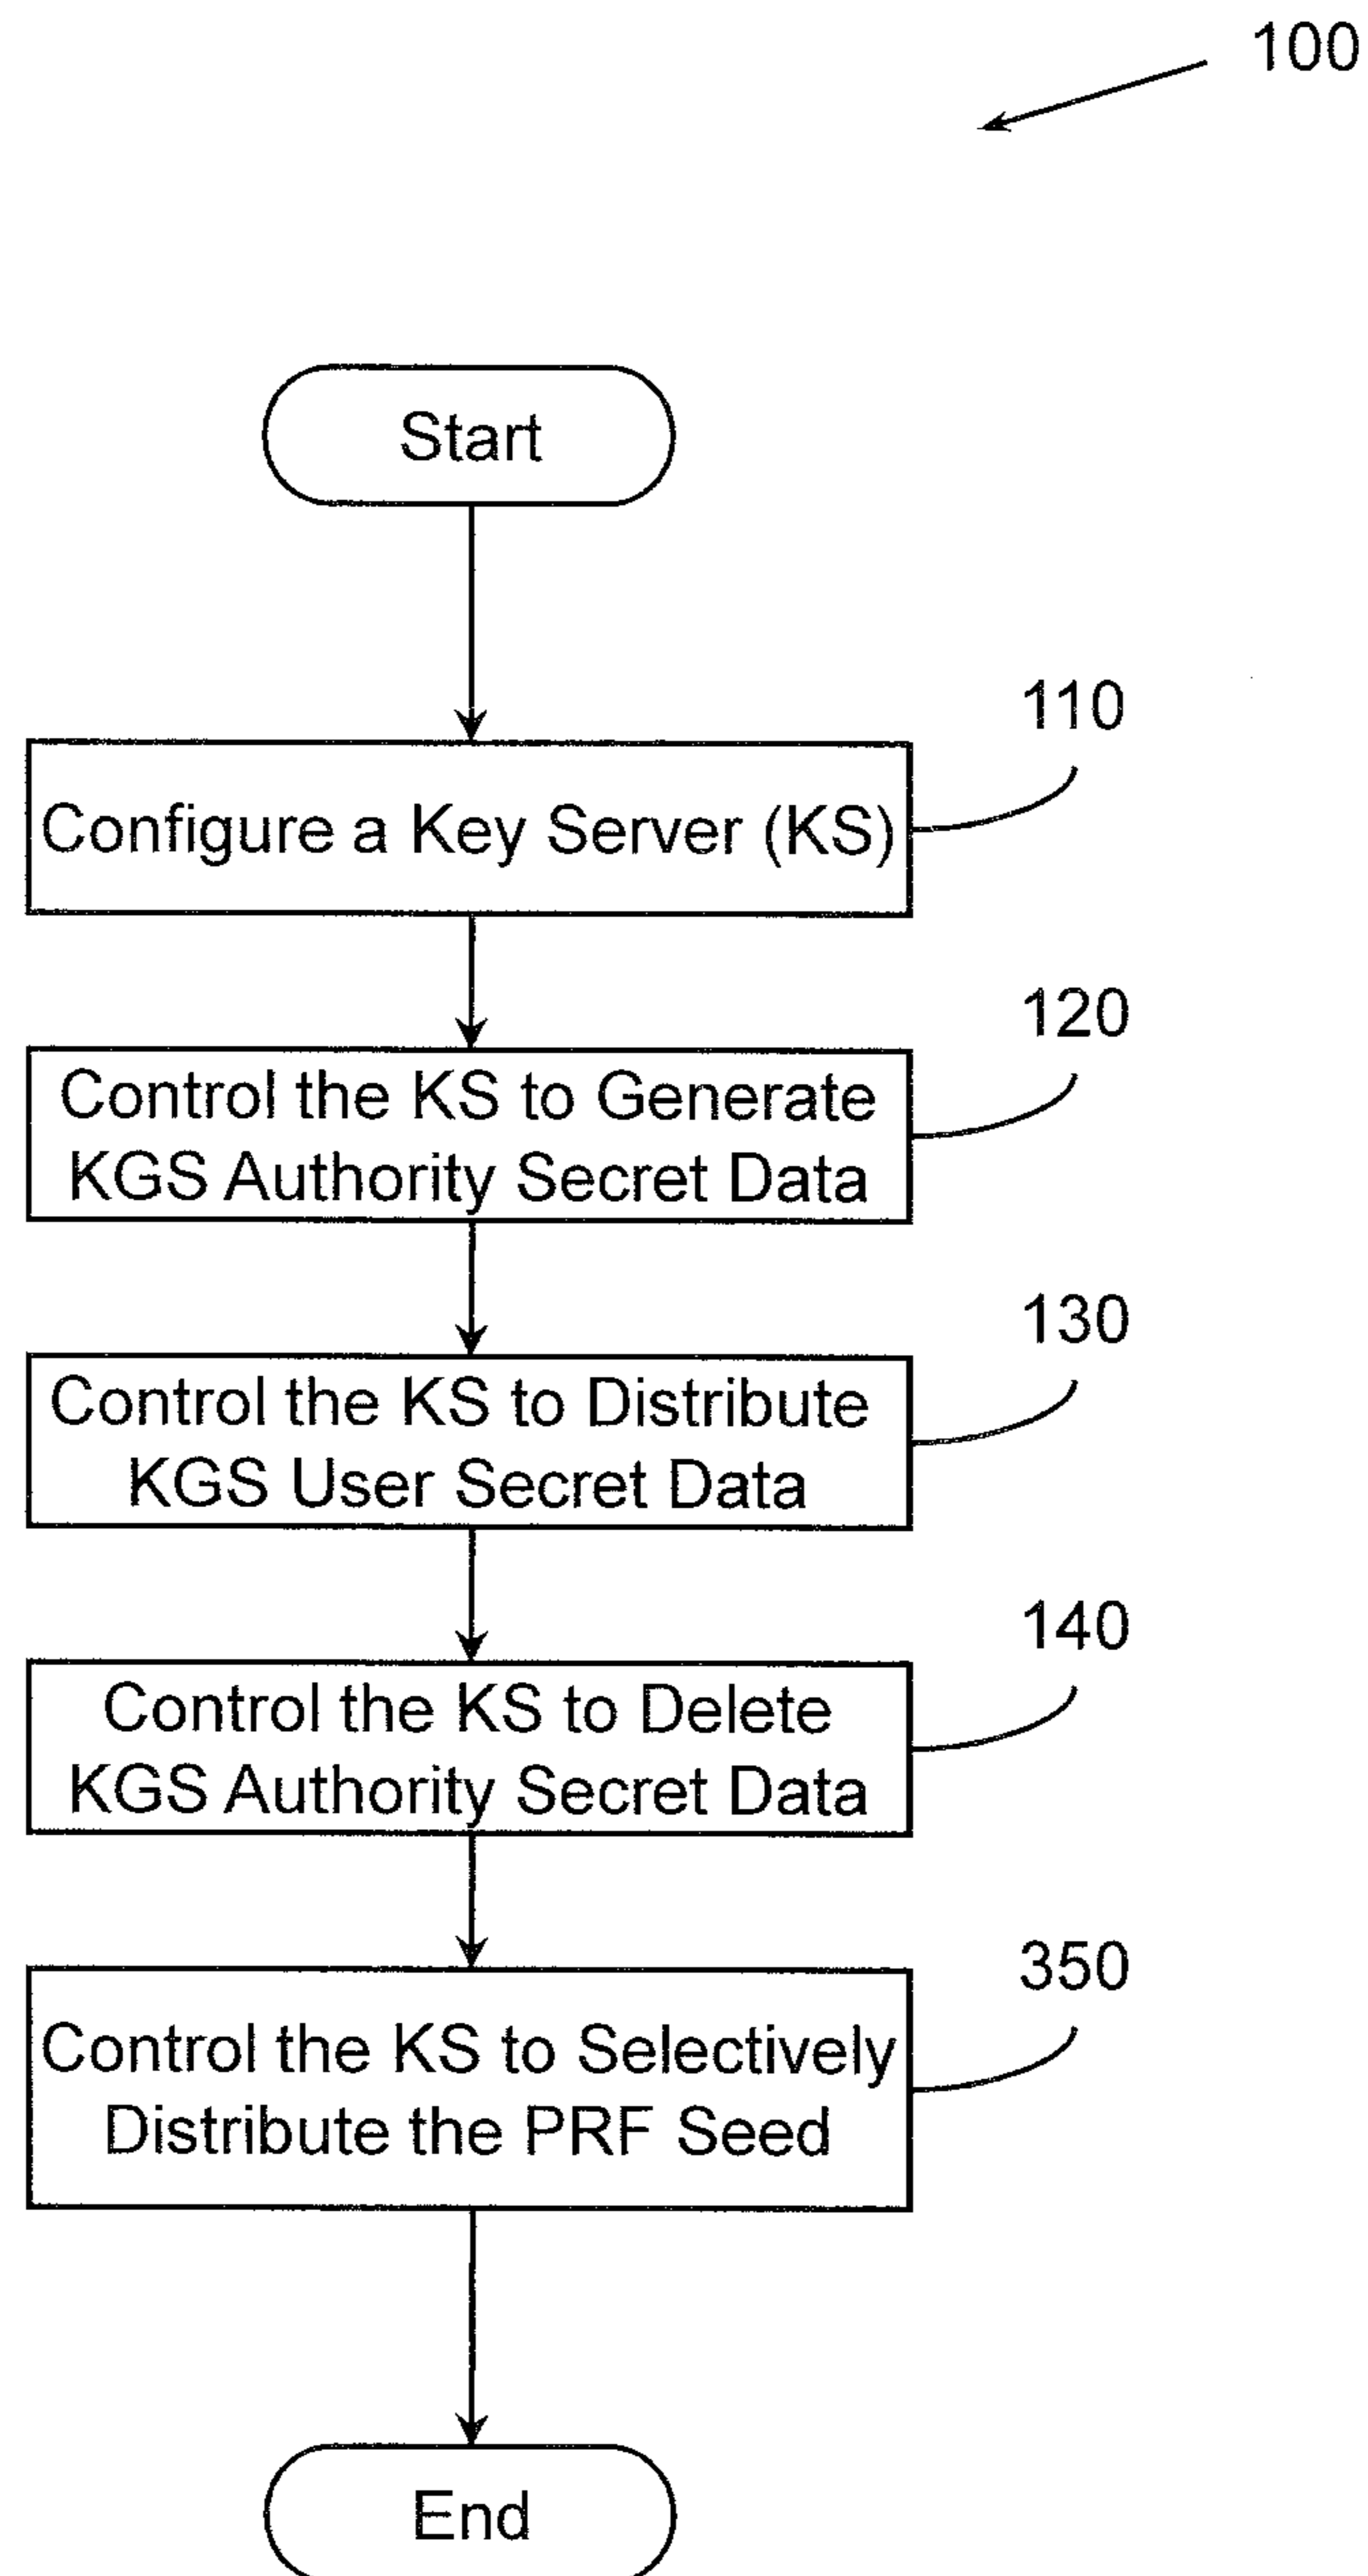 100
Start
110
Configure a Key Server (KS)
120
Control the KS to Generate
KGS Authority Secret Data
130
Control the KS to Distribute
KGS User Secret Data
140
Control the KS to Delete
KGS Authority Secret Data
350
Control the KS to Selectively
Distribute the PRF Seed
End